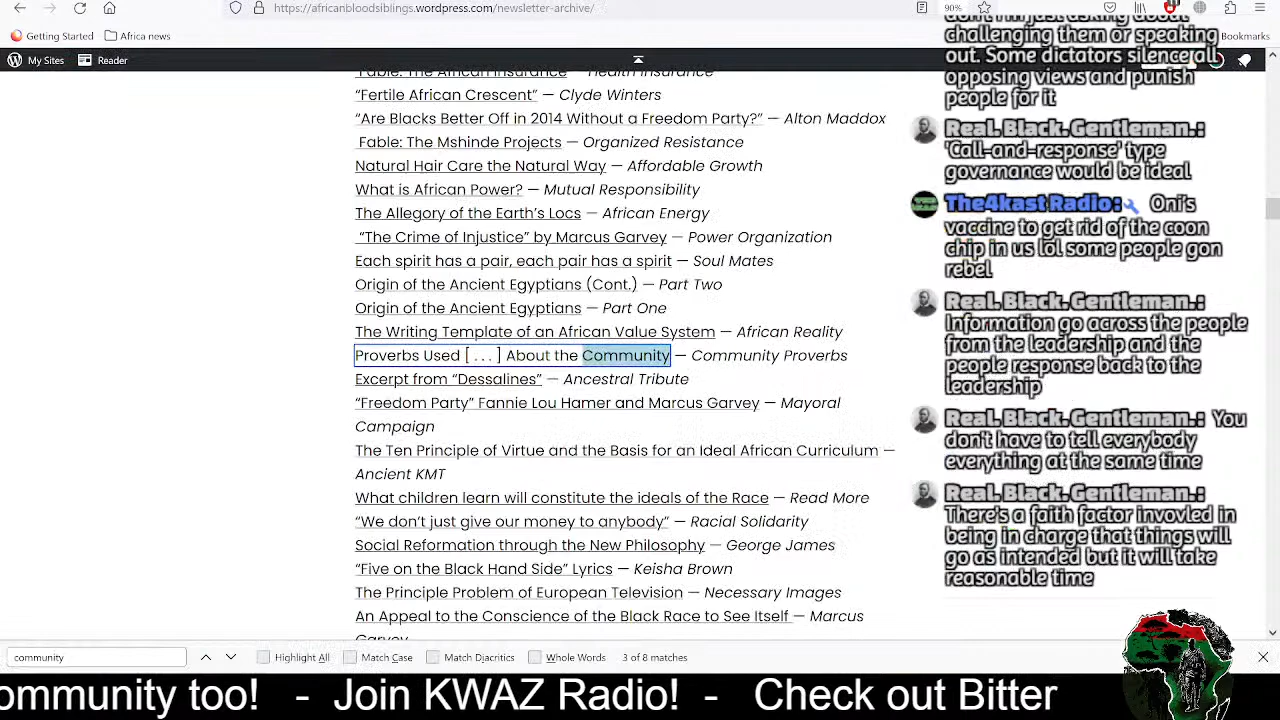 https://africanbloodsiblings.wordpress.com/newsletter-archive/
90%
Getting Started Africa news
Bookmarks
My Sites Reader
Fable: The African Insurance — Health Insurance
“Fertile African Crescent” — Clyde Winters
“Are Blacks Better Off in 2014 Without a Freedom Party?” — Alton Maddox
Fable: The Mshinde Projects — Organized Resistance
Natural Hair Care the Natural Way — Affordable Growth
What is African Power? — Mutual Responsibility
The Allegory of the Earth’s Locs — African Energy
“The Crime of Injustice” by Marcus Garvey — Power Organization
Each spirit has a pair, each pair has a spirit — Soul Mates
Origin of the Ancient Egyptians (Cont.) — Part Two
Origin of the Ancient Egyptians — Part One
The Writing Template of an African Value System — African Reality
Proverbs Used [ . . . ] About the Community — Community Proverbs
Excerpt from “Dessalines” — Ancestral Tribute
“Freedom Party” Fannie Lou Hamer and Marcus Garvey — Mayoral
Campaign
The Ten Principle of Virtue and the Basis for an Ideal African Curriculum —
Ancient KMT
What children learn will constitute the ideals of the Race — Read More
“We don’t just give our money to anybody” — Racial Solidarity
Social Reformation through the New Philosophy — George James
“Five on the Black Hand Side” Lyrics — Keisha Brown
The Principle Problem of European Television — Necessary Images
An Appeal to the Conscience of the Black Race to See Itself — Marcus
Garvey
don't I'm just asking about
challenging them or speaking
out. Some dictators silence all
opposing views and punish
people for it
Real. Black. Gentleman.:
'Call-and-response' type
governance would be ideal
The4kast Radio: Oni's
vaccine to get rid of the coon
chip in us lol some people gon
rebel
Real. Black. Gentleman.:
Information go across the people
from the leadership and the
people response back to the
leadership
Real. Black. Gentleman.: You
don't have to tell everybody
everything at the same time
Real. Black. Gentleman.:
There's a faith factor invovled in
being in charge that things will
go as intended but it will take
reasonable time
community Highlight All Match Case Match Diacritics Whole Words 3 of 8 matches
ommunity too! - Join KWAZ Radio! - Check out Bitter